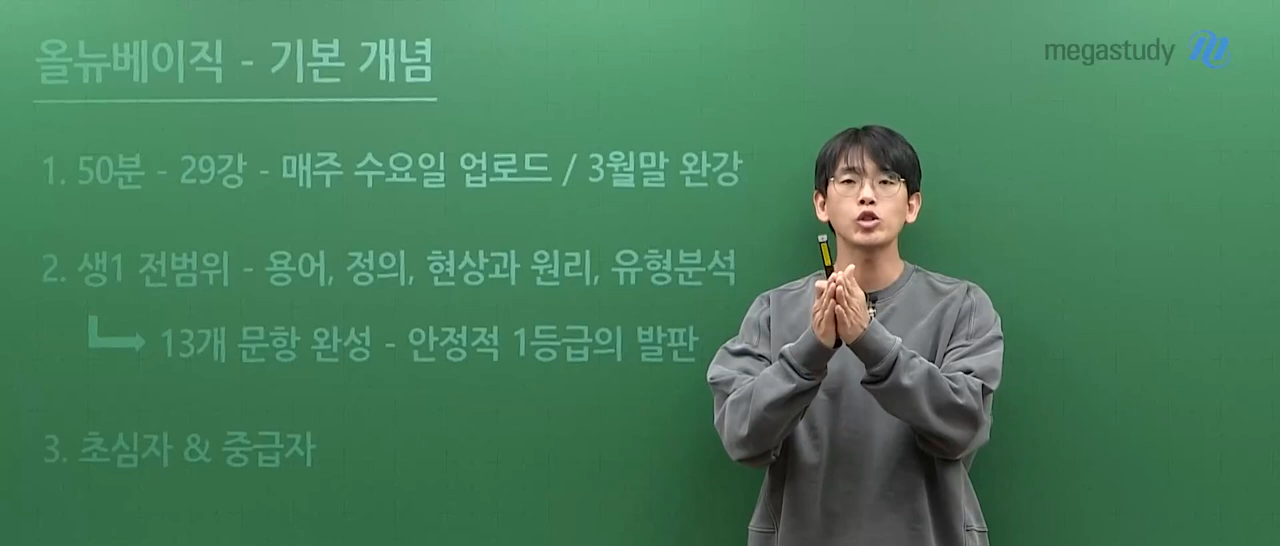 올뉴베이직 - 기본 개념
megastudy
1. 50분 - 29강 - 매주 수요일 업로드 / 3월말 완강
2. 생1 전범위 - 용어, 정의, 현상과 원리, 유형분석
13개 문항 완성 - 안정적 1등급의 발판
3. 초심자 & 중급자